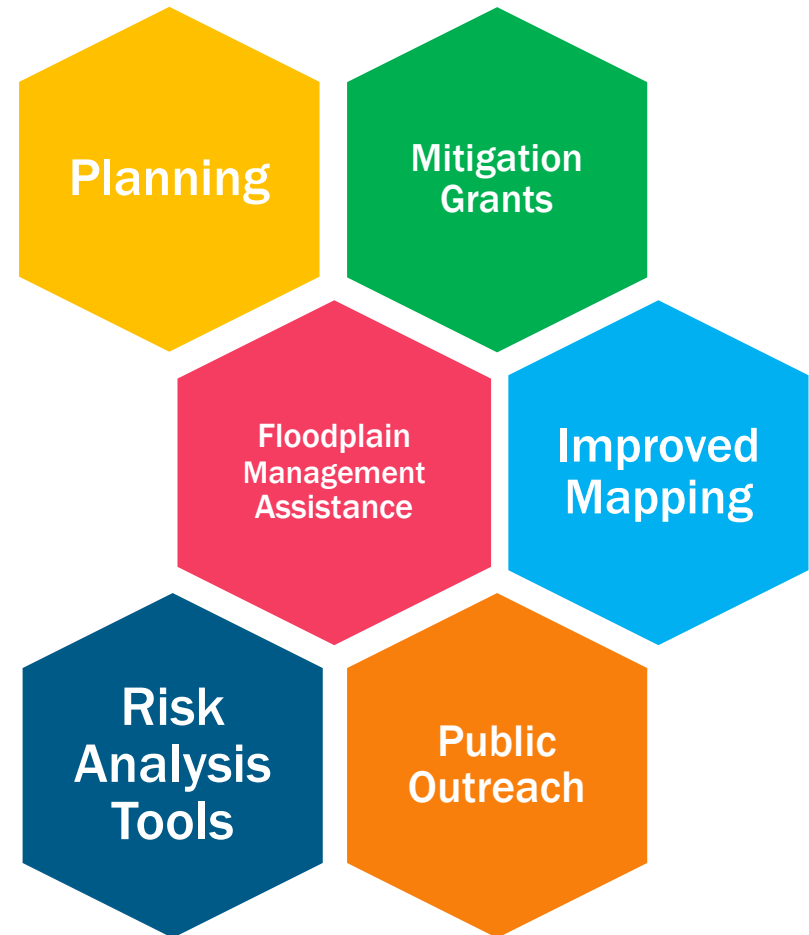 Planning
Mitigation
Grants
Floodplain
Management
Assistance
Improved
Mapping
Risk
Analysis
Tools
Public
Outreach